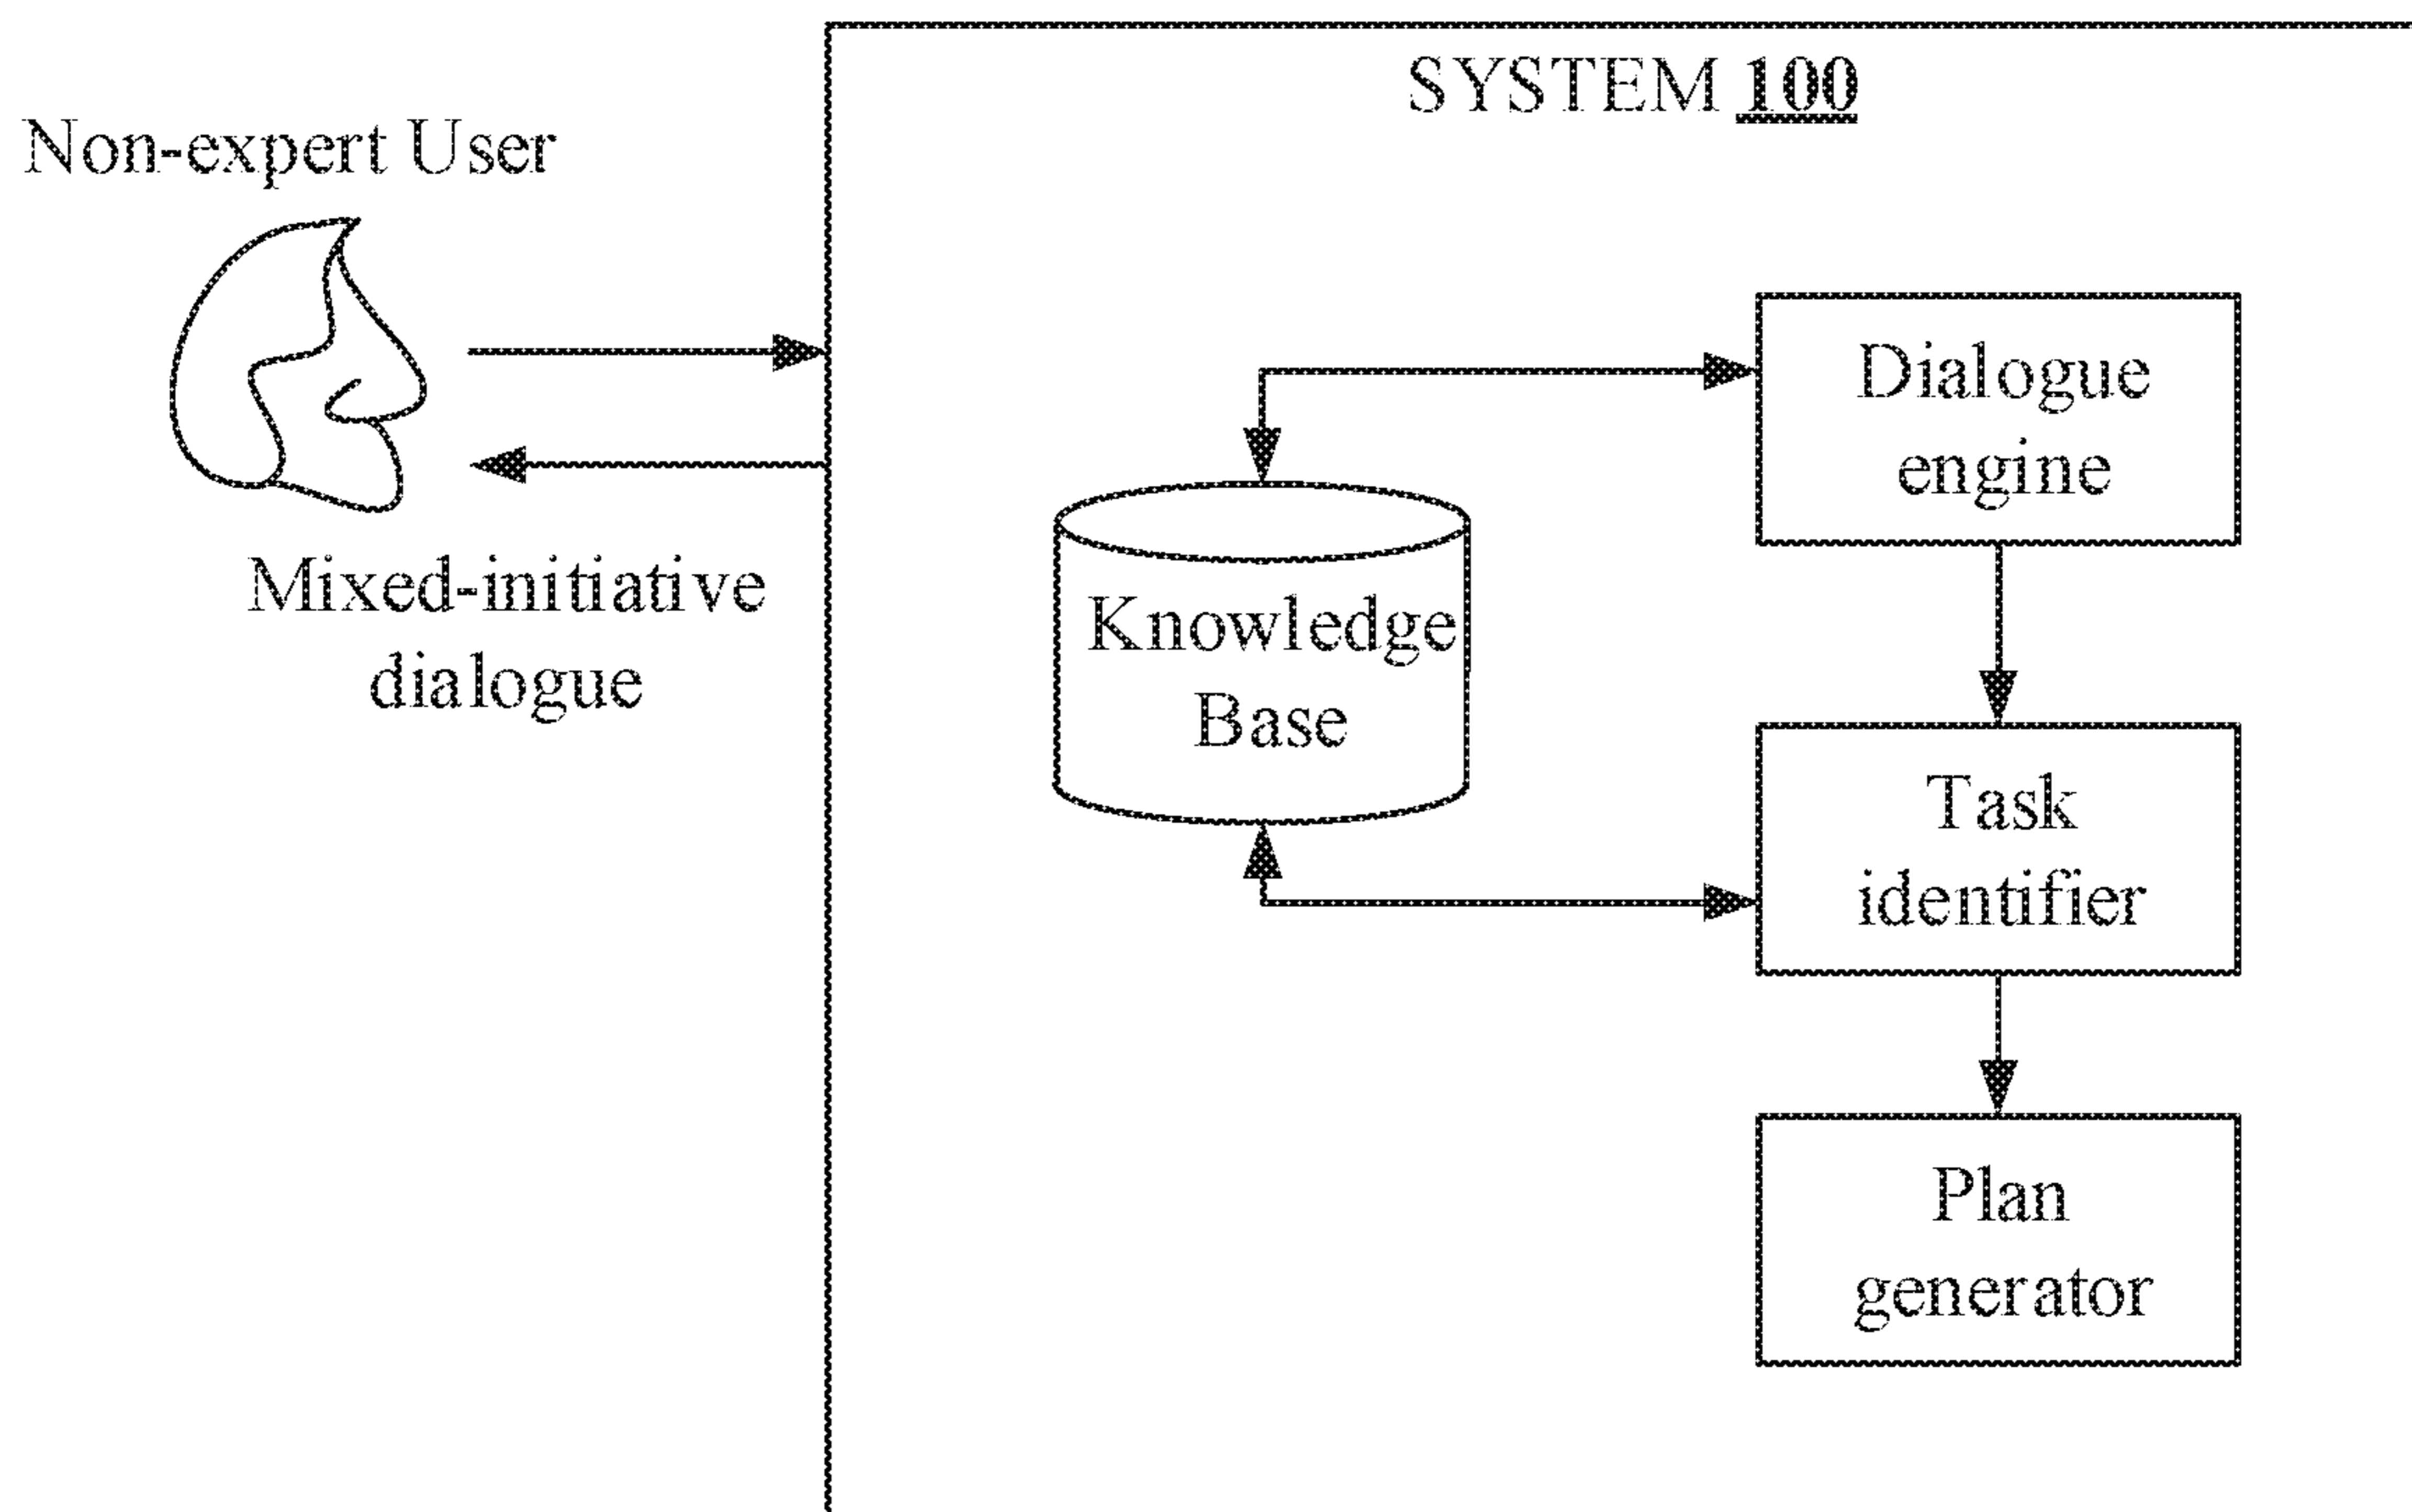 SYSTEM 100
Non-expert User
Mixed-initiative
dialogue
Dialogue
engine
Knowledge
Base
Task
identifier
Plan
generator